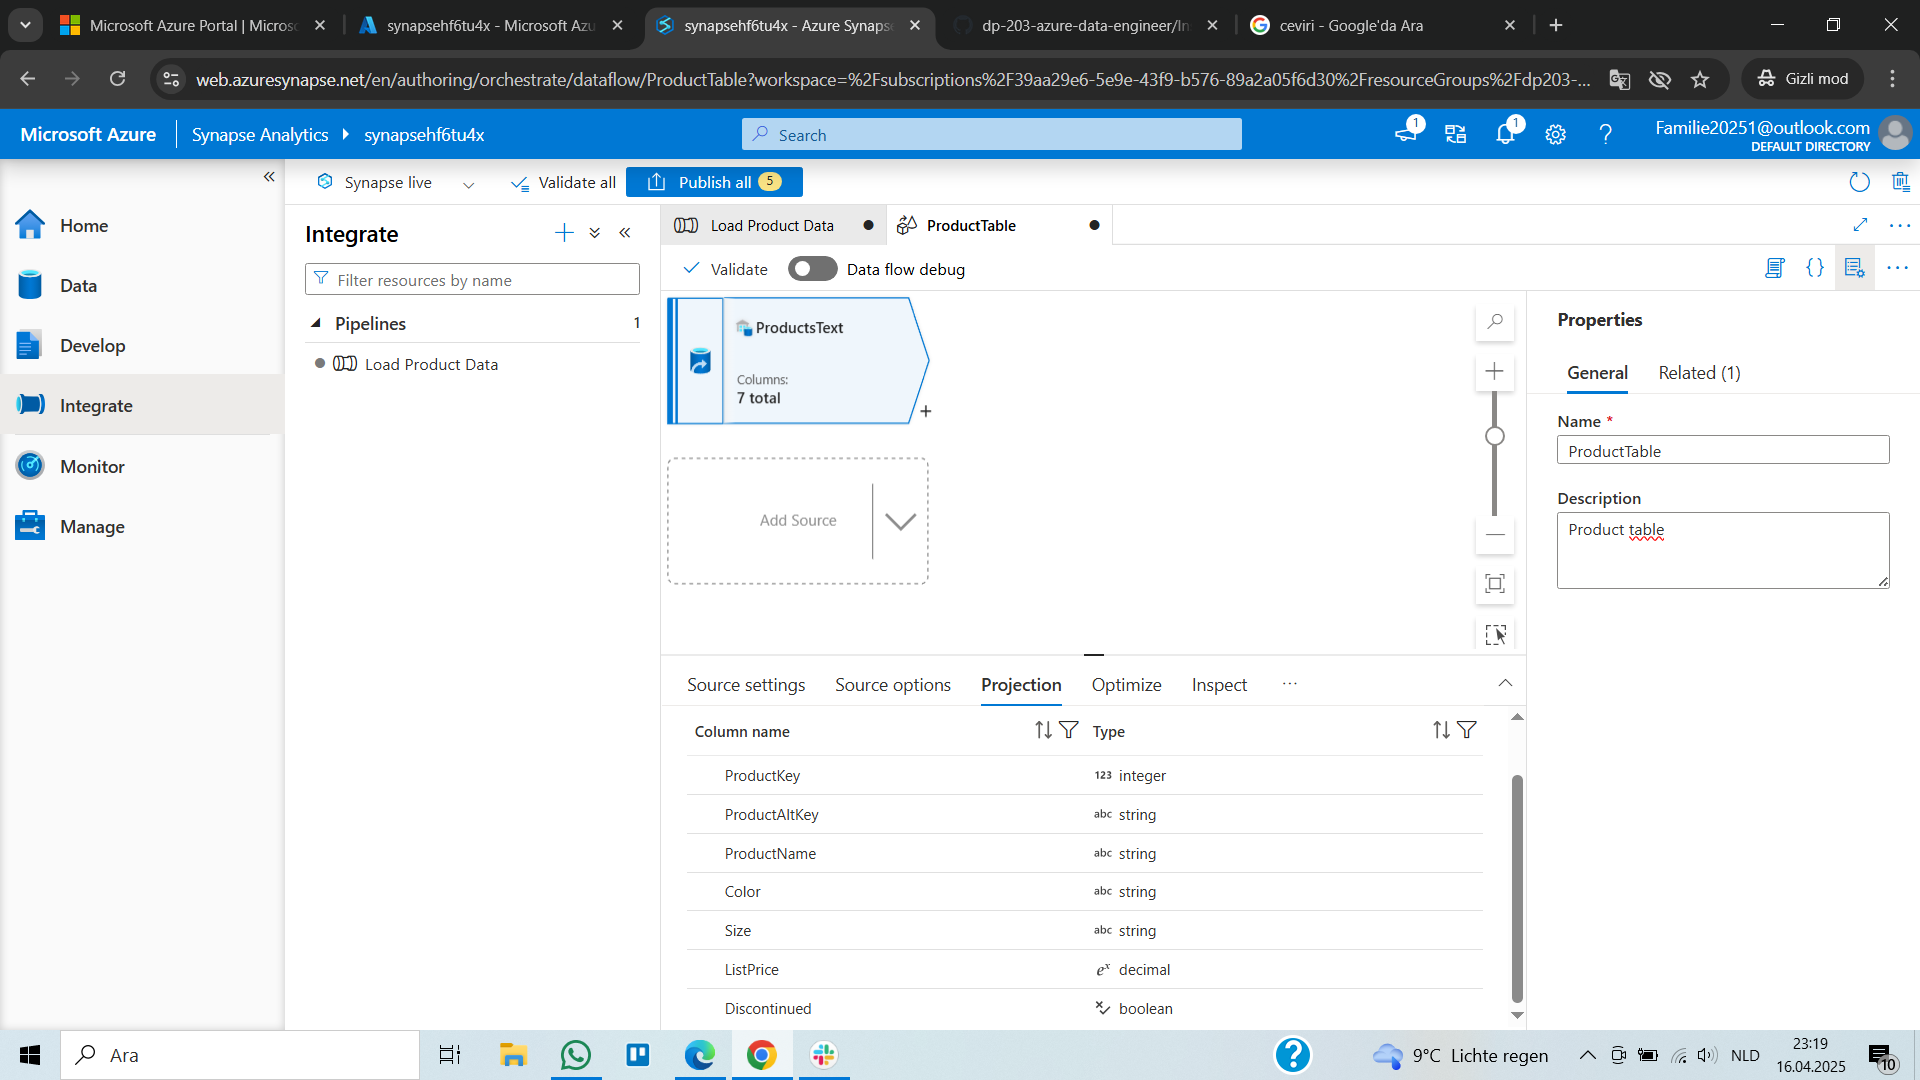 Microsoft Azure Portal | Micros
synapsehf6tu4x - Microsoft Azu
synapsehf6tu4x - Azure Synaps
dp-203-azure-data-engineer/In
ceviri - Google'da Ara
web.azuresynapse.net/en/authoring/orchestrate/dataflow/ProductTable?workspace=%2Fsubscriptions%2F39aa29e6-5e9e-43f9-b576-89a2a05f6d30%2FresourceGroups%2Fdp203-...
Gizli mod
Microsoft Azure
Synapse Analytics
synapsehf6tu4x
Search
1
1
Familie20251@outlook.com
DEFAULT DIRECTORY
Synapse live
Validate all
Publish all 5
Home
Data
Develop
Integrate
Monitor
Manage
Integrate
Filter resources by name
Pipelines 1
Load Product Data
Load Product Data
ProductTable
Validate
Data flow debug
ProductsText
Columns:
7 total
Add Source
Properties
General
Related (1)
Name *
ProductTable
Description
Product table
Source settings
Source options
Projection
Optimize
Inspect
Column name
Type
ProductKey
123 integer
ProductAltKey
abc string
ProductName
abc string
Color
abc string
Size
abc string
ListPrice
eˣ decimal
Discontinued
boolean
Ara
9°C Lichte regen
NLD
23:19
16.04.2025
10